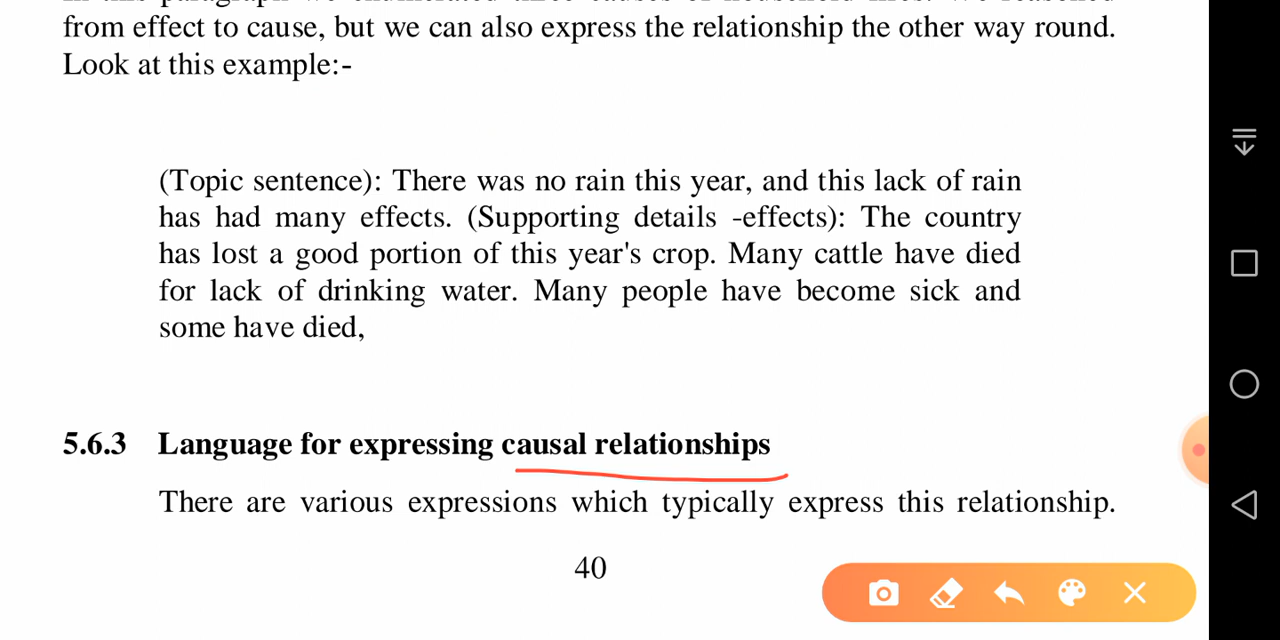 from effect to cause, but we can also express the relationship the other way round.
Look at this example:-
(Topic sentence): There was no rain this year, and this lack of rain
has had many effects. (Supporting details -effects): The country
has lost a good portion of this year's crop. Many cattle have died
for lack of drinking water. Many people have become sick and
some have died,
5.6.3 Language for expressing causal relationships
There are various expressions which typically express this relationship.
40